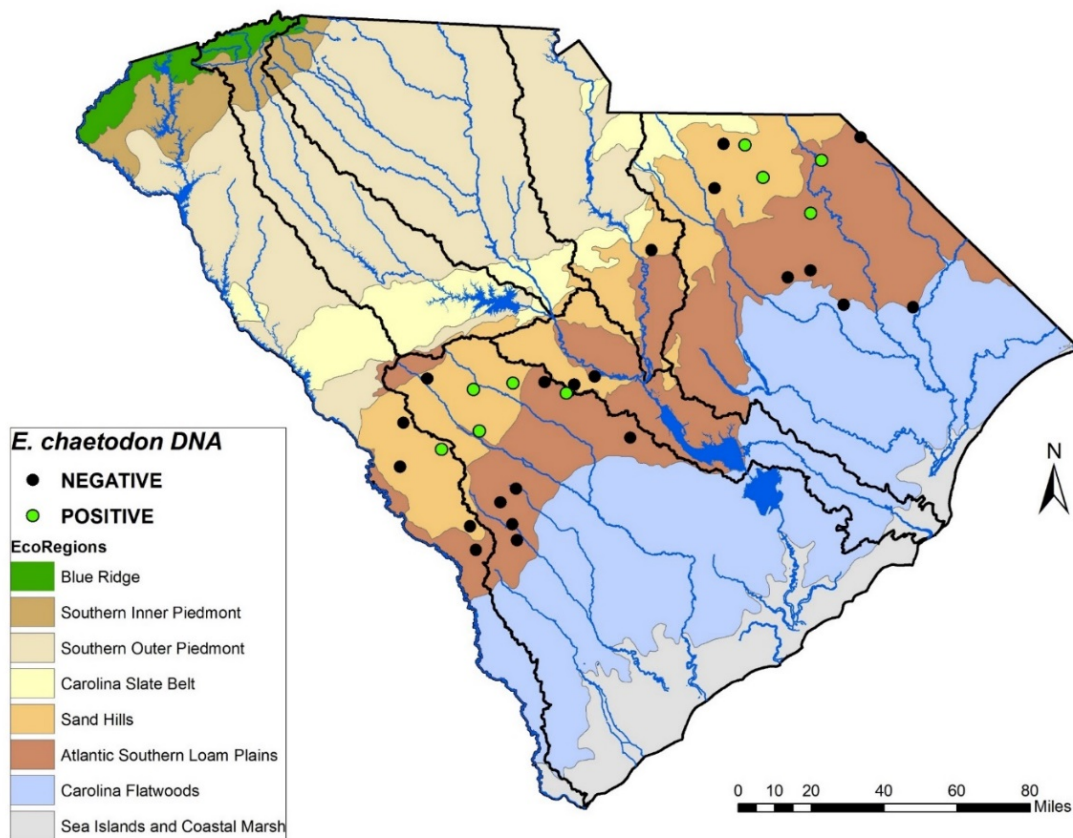 E. chaetodon DNA
NEGATIVE
POSITIVE
EcoRegions
Blue Ridge
Southern Inner Piedmont
Southern Outer Piedmont
Carolina Slate Belt
Sand Hills
Atlantic Southern Loam Plains
Carolina Flatwoods
Sea Islands and Coastal Marsh
N
0 10 20 40 60 80
Miles